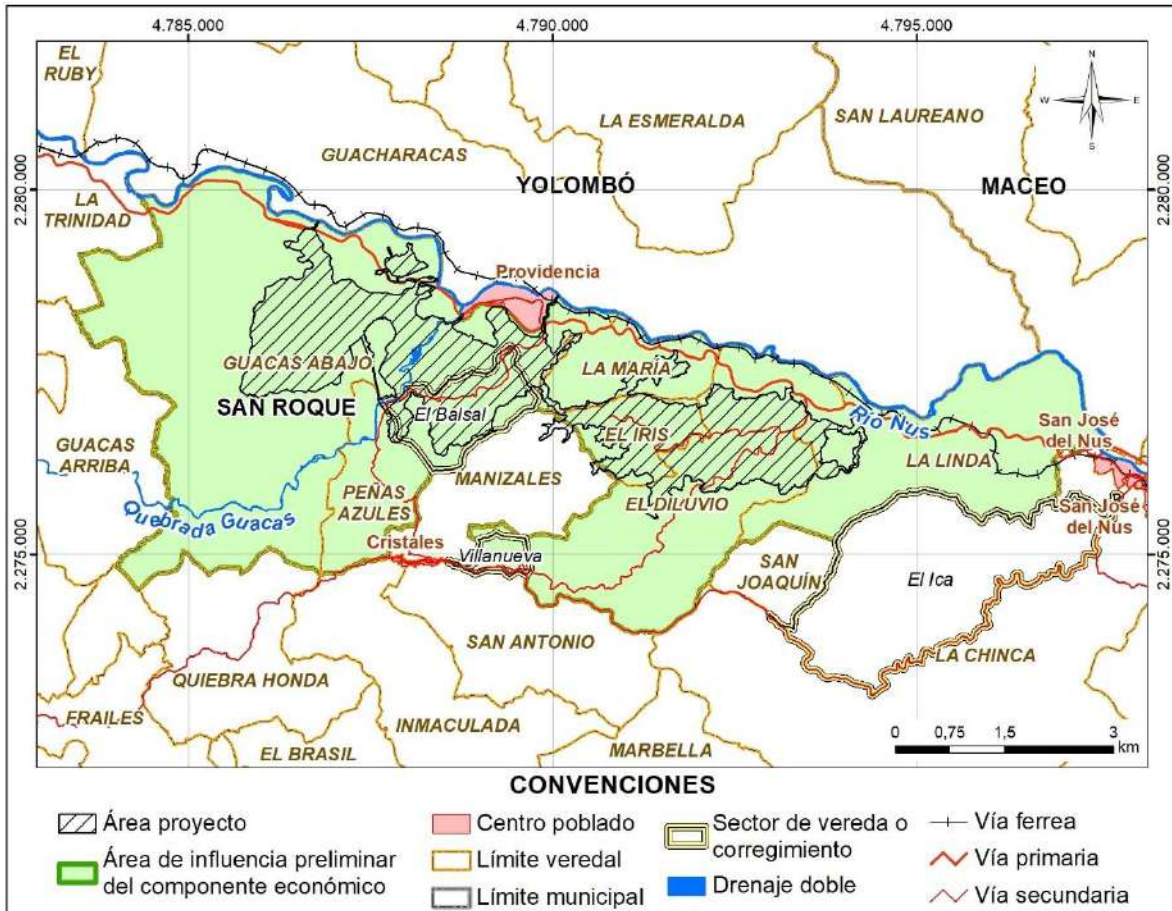 4.785.000
4.790.000
4.795.000
EL
RUBY
N
W
E
S
LA ESMERALDA
SAN LAUREANO
GUACHARACAS
2.280.000
2.280.000
YOLOMBÓ
MACEO
LA
TRINIDAD
Providencia
GUACAS ABAJO
LA MARÍA
SAN ROQUE
El Balsal
Río Nus
GUACAS
ARRIBA
EL IRIS
San José
del Nus
LA LINDA
MANIZALES
PEÑAS
AZULES
EL DILUVIO
San José
del Nus
Quebrada Guacas
Cristales
Villanueva
2.275.000
2.275.000
SAN
JOAQUÍN
El Ica
SAN ANTONIO
LA CHINCA
QUIEBRA HONDA
FRAILES
INMACULADA
EL BRASIL
MARBELLA
0 0,75 1,5 3
km
CONVENCIONES
Área proyecto
Área de influencia preliminar
del componente económico
Centro poblado
Límite veredal
Límite municipal
Sector de vereda o
corregimiento
Drenaje doble
Vía ferrea
Vía primaria
Vía secundaria